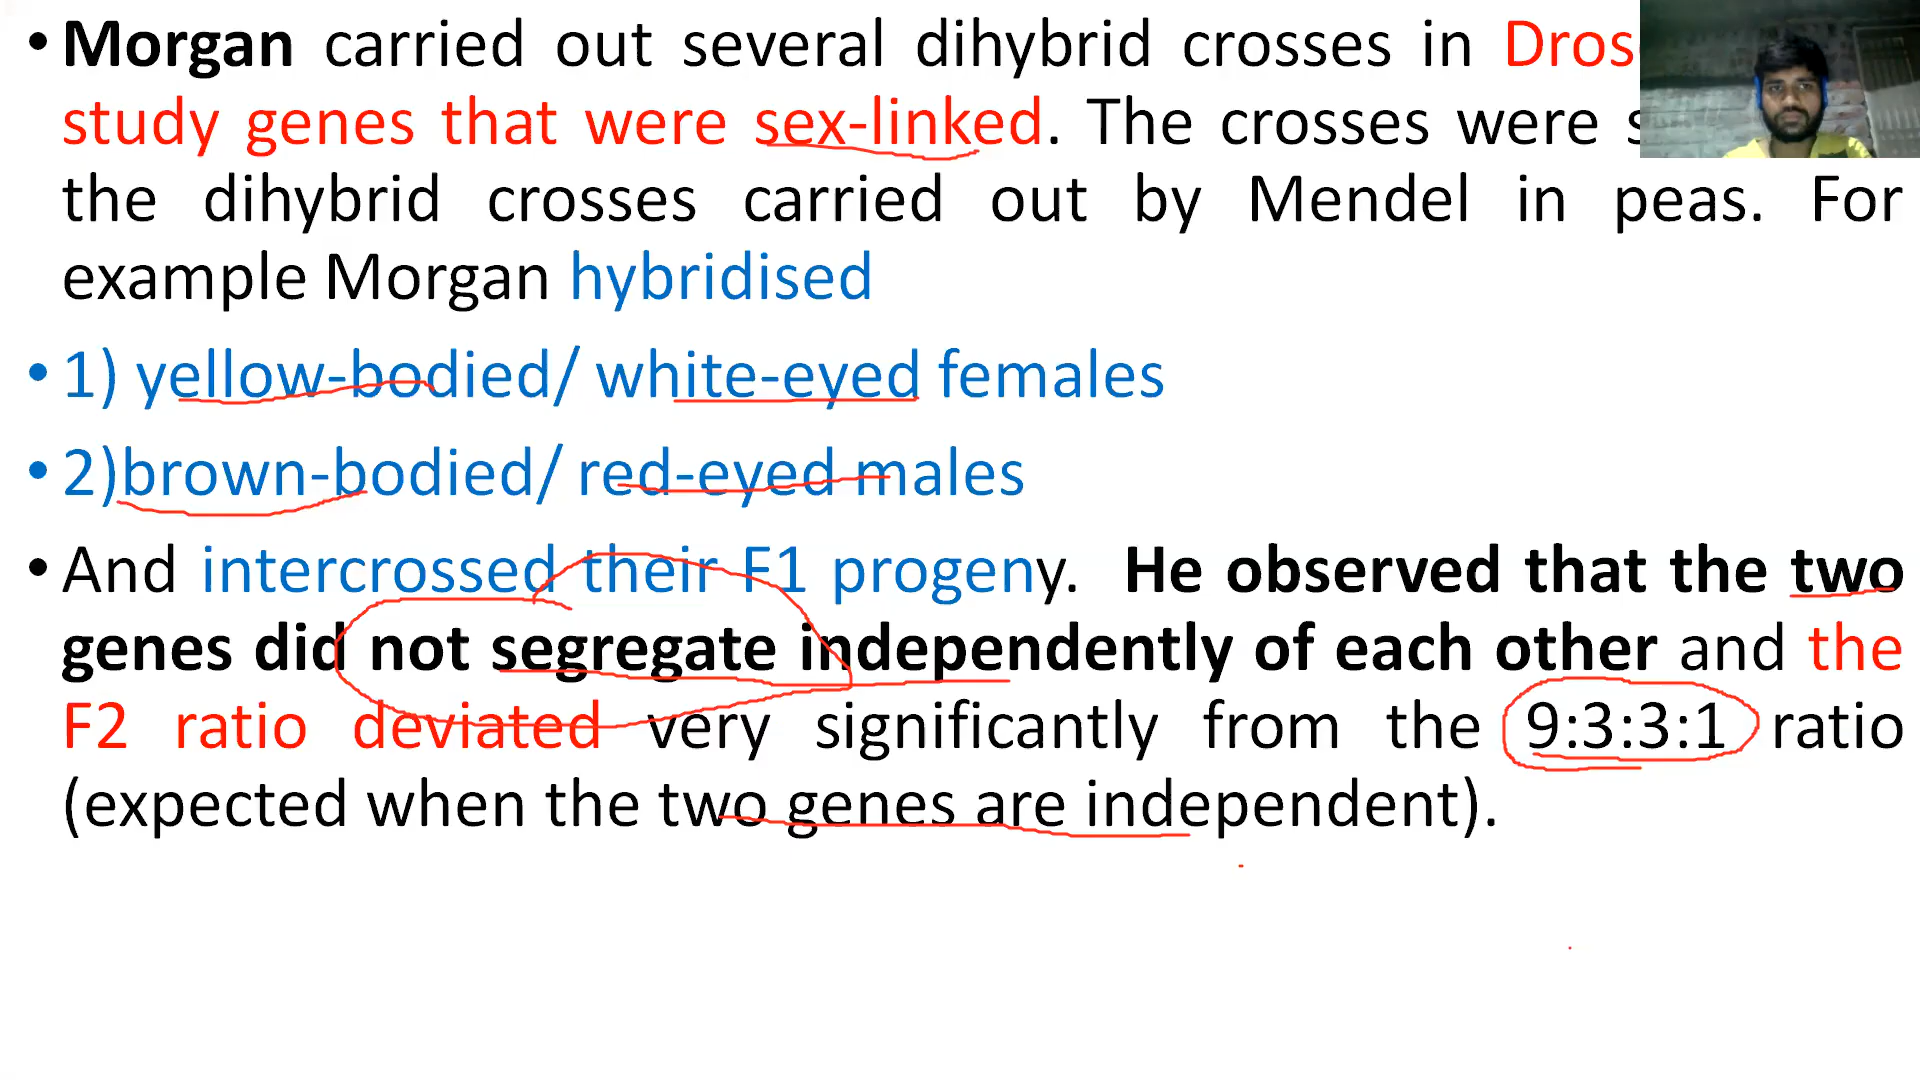 • Morgan carried out several dihybrid crosses in
study genes that were sex-linked. The crosses were
the dihybrid crosses carried out by Mendel in peas. For
example Morgan hybridised
• 1) yellow-bodied/ white-eyed females
• 2)brown-bodied/ red-eyed males
• And intercrossed their F1 progeny. He observed that the two
genes did not segregate independently of each other and the
F2 ratio deviated very significantly from the 9:3:3:1 ratio
(expected when the two genes are independent).